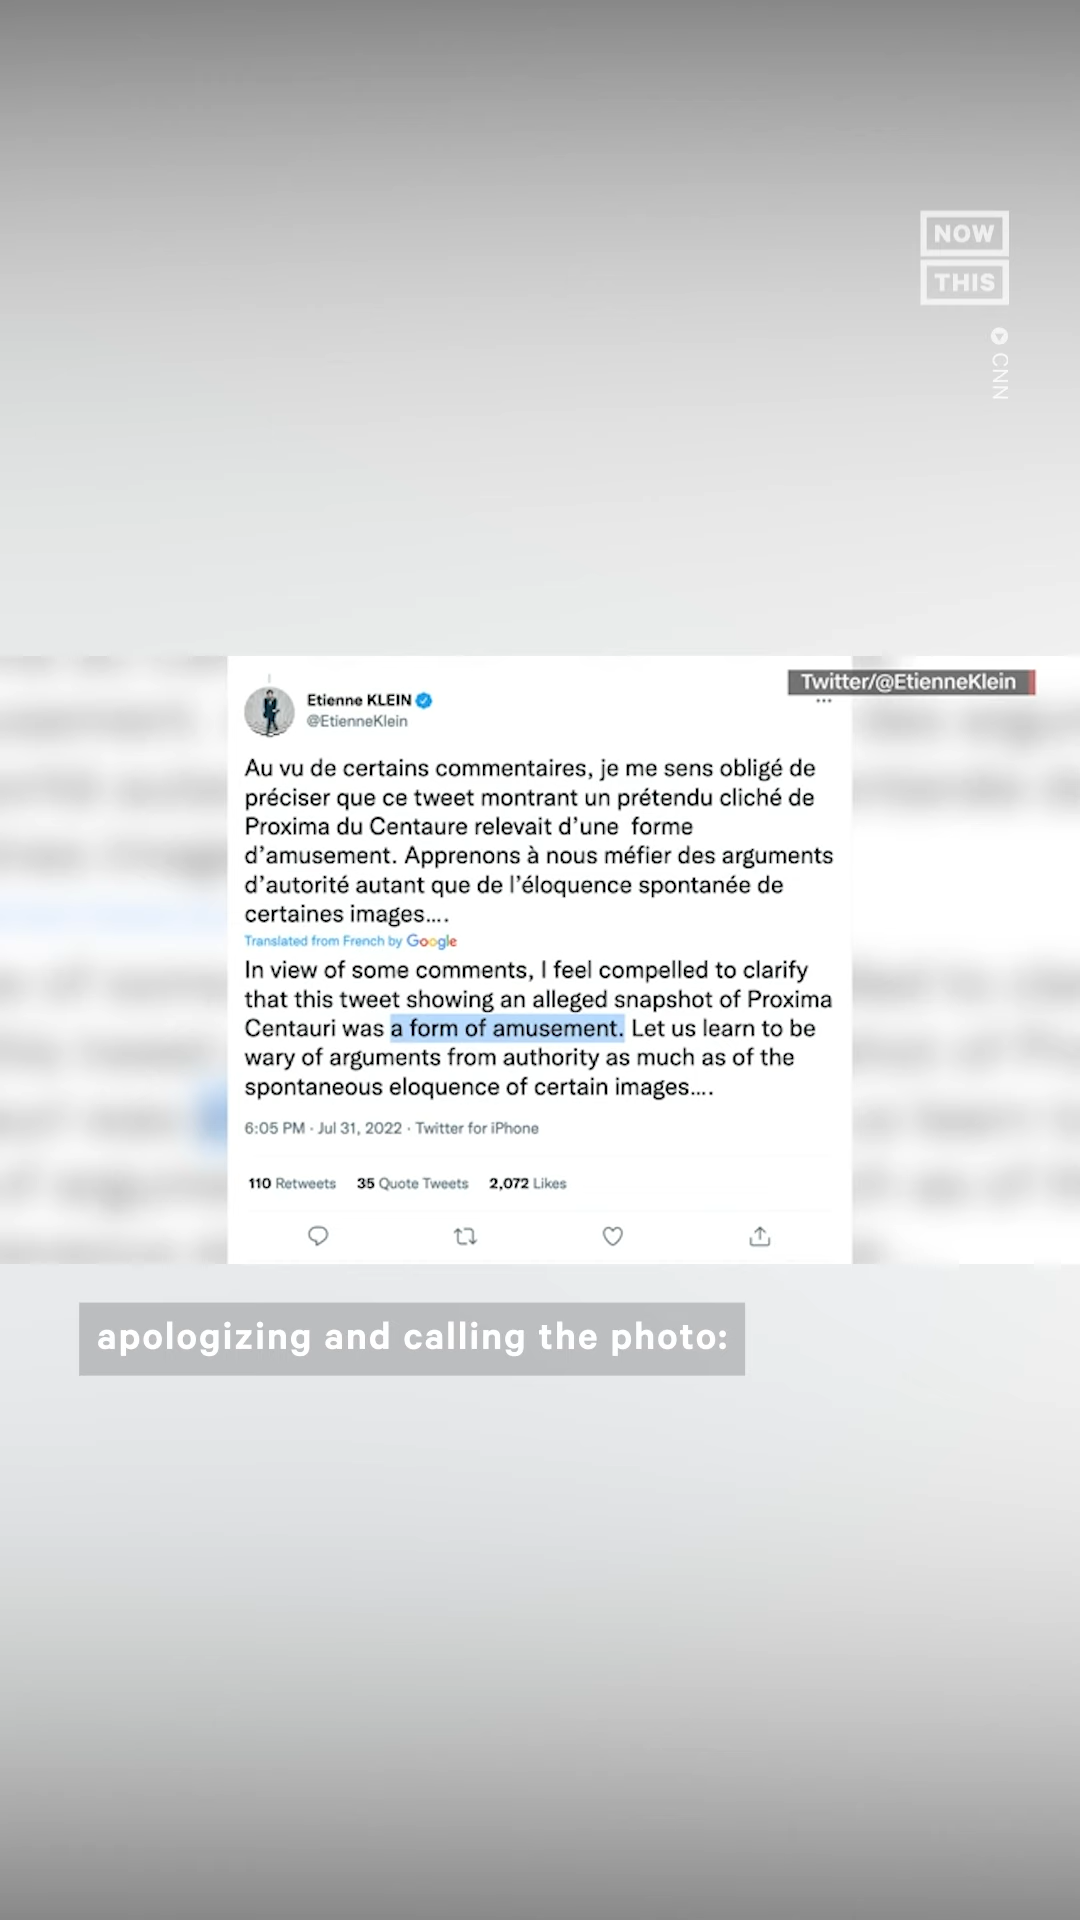 NOW
THIS
CNN
Twitter/@EtienneKlein
Etienne KLEIN
@EtienneKlein
Au vu de certains commentaires, je me sens obligé de
préciser que ce tweet montrant un prétendu cliché de
Proxima du Centaure relevait d’une forme
d’amusement. Apprenons à nous méfier des arguments
d’autorité autant que de l’éloquence spontanée de
certaines images....
Translated from French by Google
In view of some comments, I feel compelled to clarify
that this tweet showing an alleged snapshot of Proxima
Centauri was a form of amusement. Let us learn to be
wary of arguments from authority as much as of the
spontaneous eloquence of certain images....
6:05 PM · Jul 31, 2022 · Twitter for iPhone
110 Retweets 35 Quote Tweets 2,072 Likes
apologizing and calling the photo: